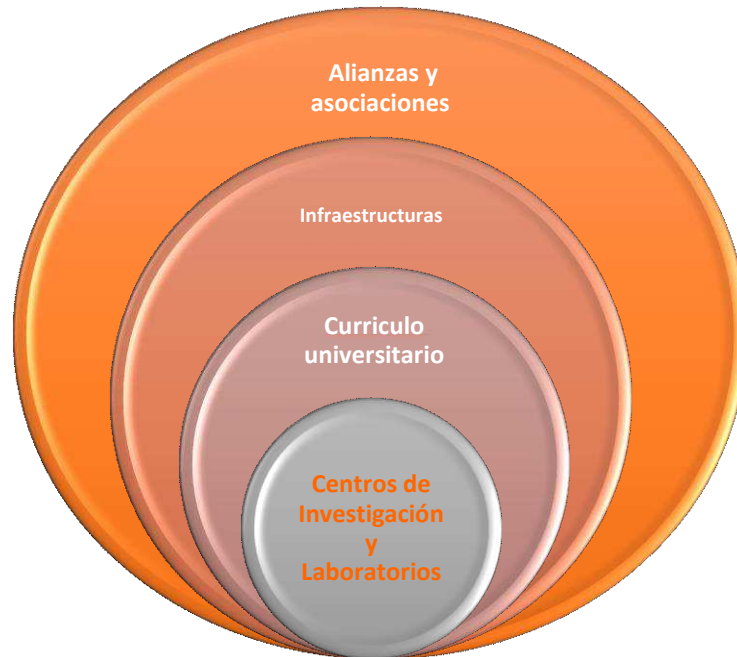 Alianzas y
asociaciones
Infraestructuras
Curriculo
universitario
Centros de
Investigación
y
Laboratorios